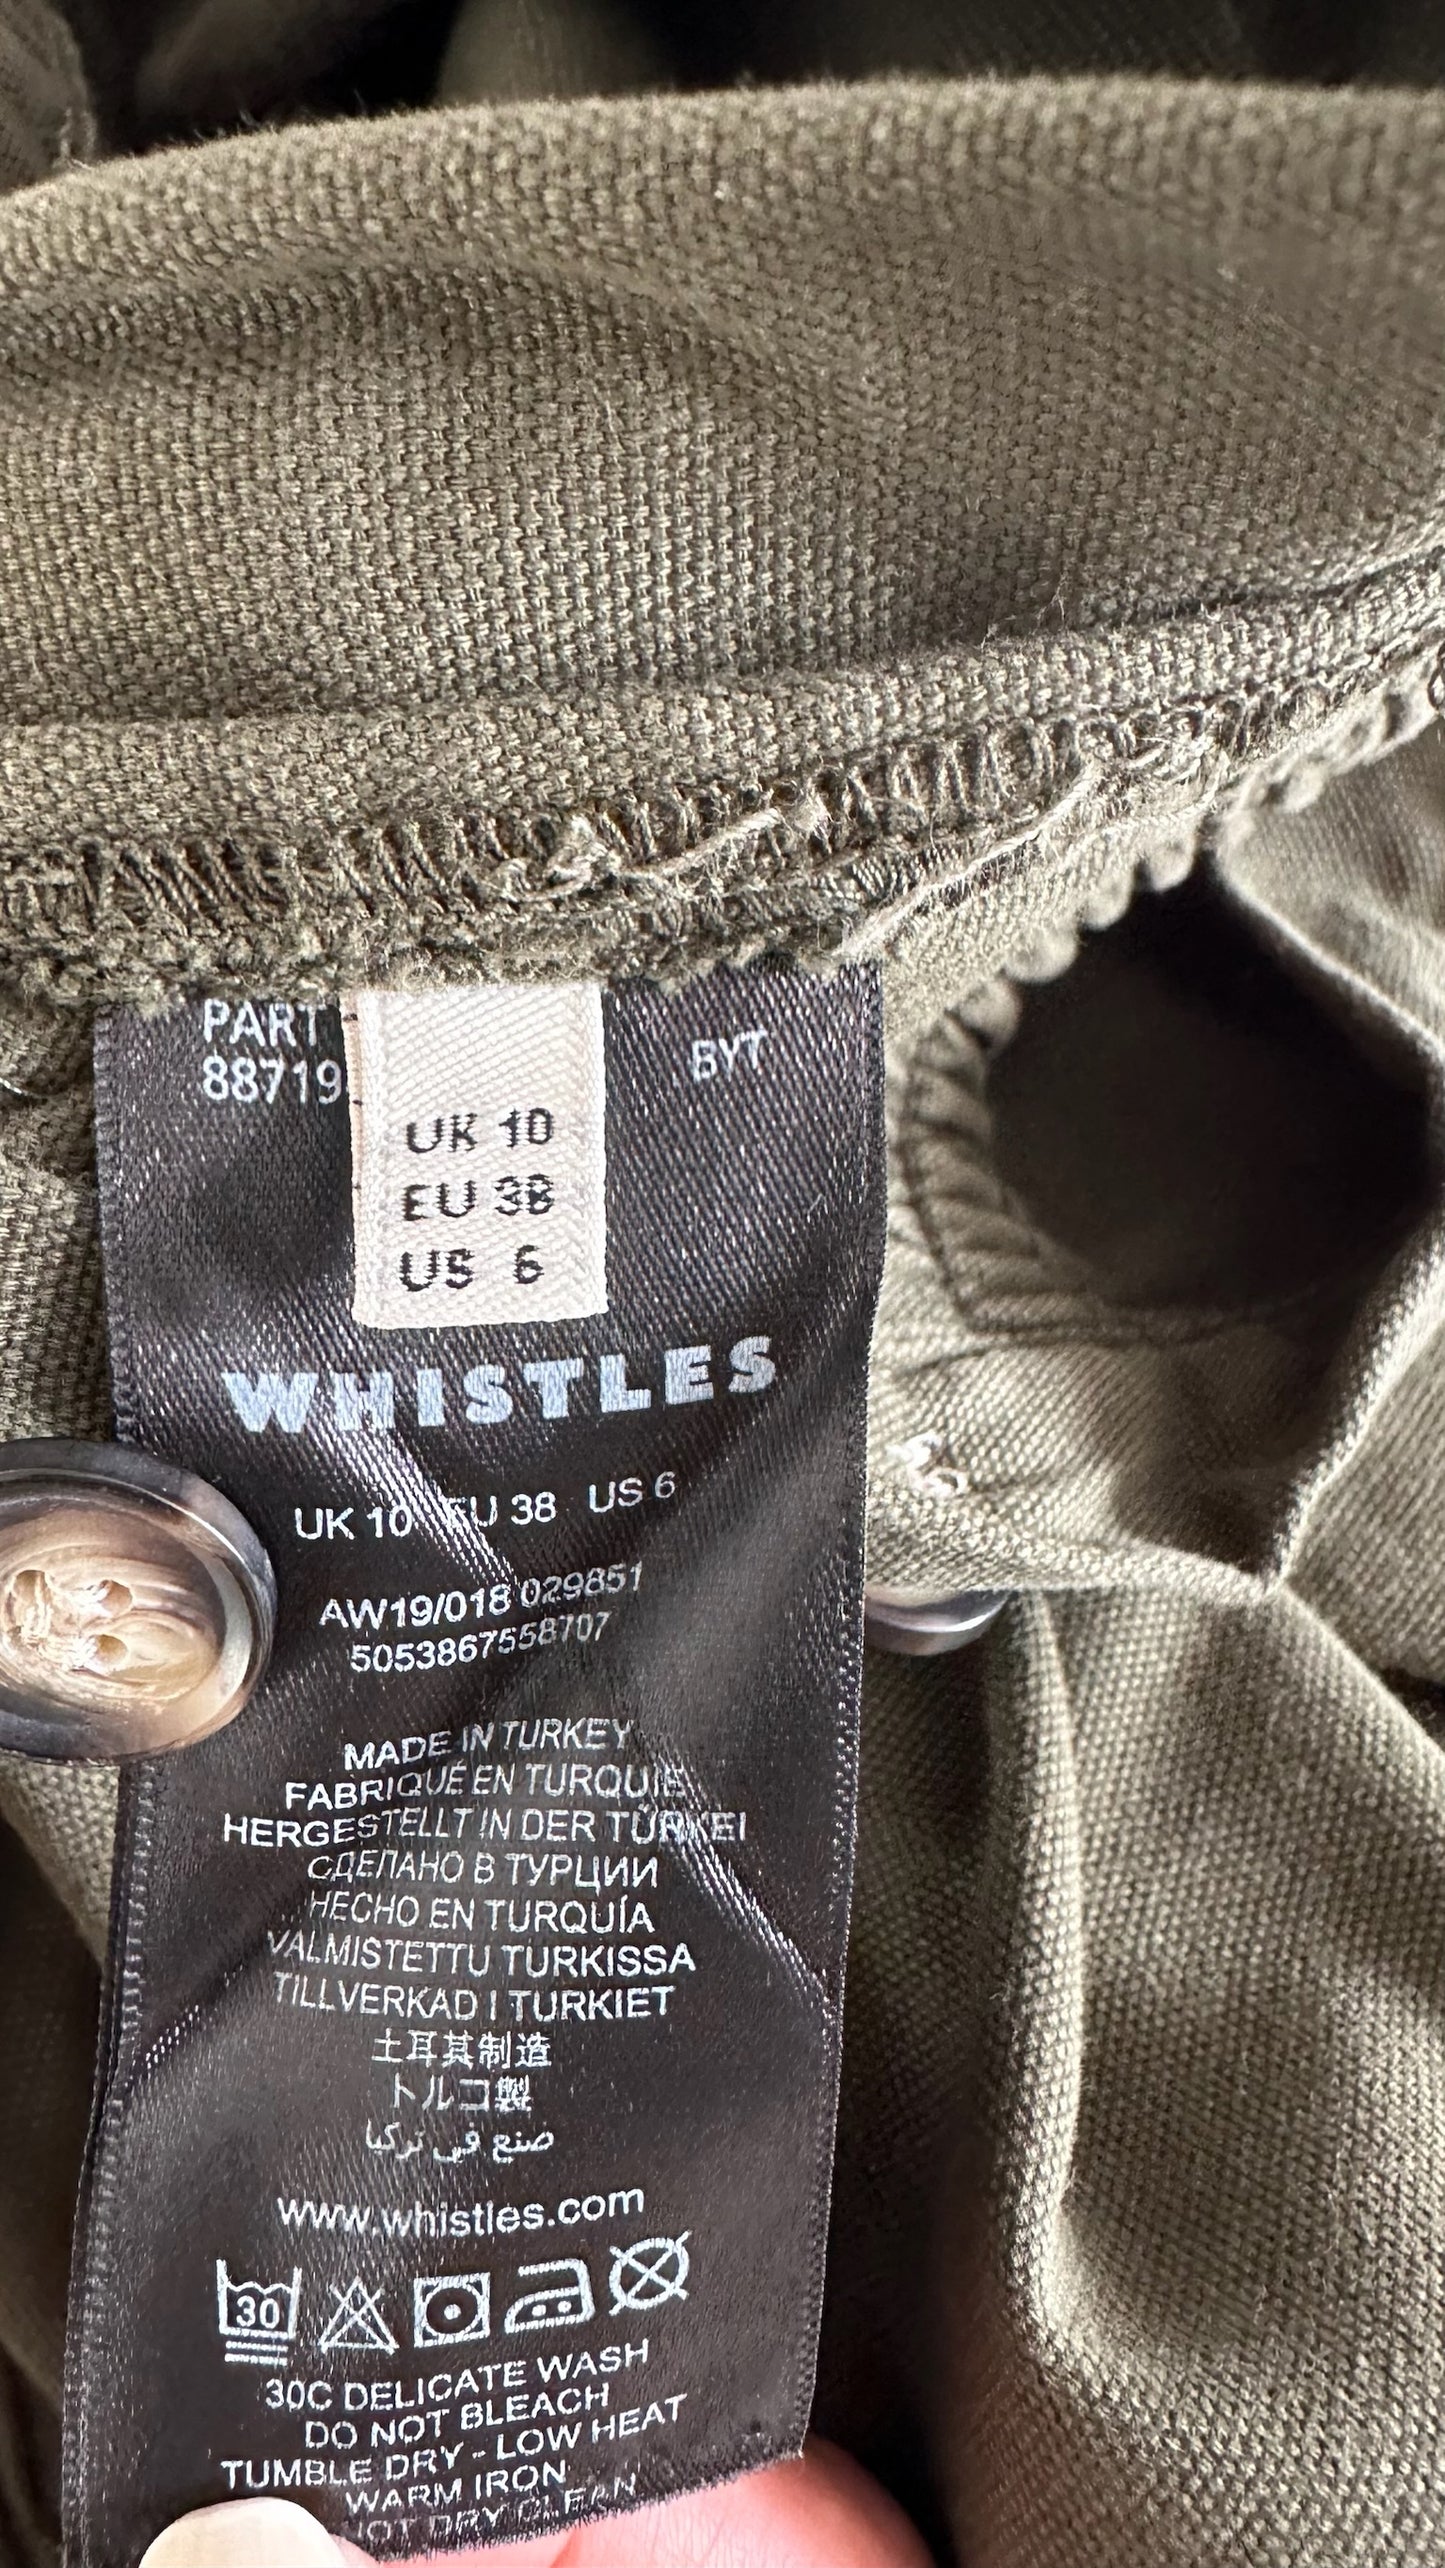 PART
88719
BYT
UK 10
EU 38
US 6
WHISTLES
UK 10 EU 38 US 6
AW19/018 029851
5053867558707
MADE IN TURKEY
FABRIQUÉ EN TURQUIE
HERGESTELLT IN DER TÜRKEI
СДЕЛАНО В ТУРЦИИ
HECHO EN TURQUÍA
VALMISTETTU TURKISSA
TILLVERKAD I TURKIET
土耳其制造
トルコ製
صنع في تركيا
www.whistles.com
30
30C DELICATE WASH
DO NOT BLEACH
TUMBLE DRY - LOW HEAT
WARM IRON
NOT DRY CLEAN